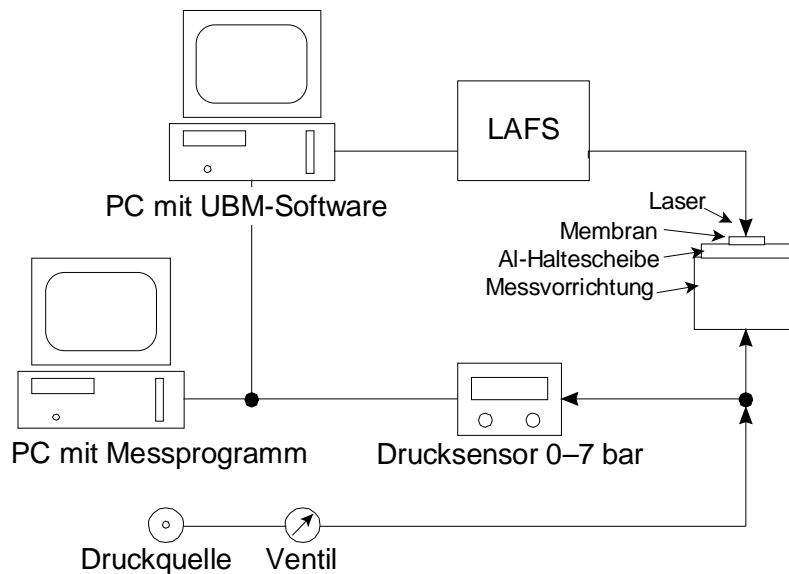 LAFS
PC mit UBM-Software
Laser
Membran
Al-Haltescheibe
Messvorrichtung
PC mit Messprogramm
Drucksensor 0–7 bar
Druckquelle
Ventil